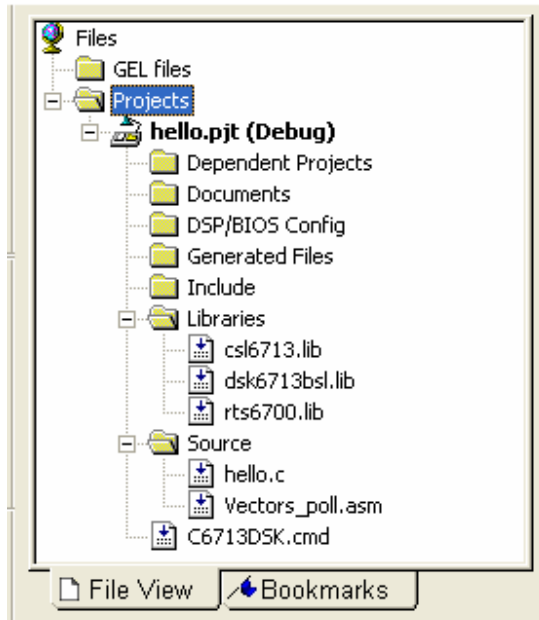 Files
GEL files
Projects
hello.pjt (Debug)
Dependent Projects
Documents
DSP/BIOS Config
Generated Files
Include
Libraries
csl6713.lib
dsk6713bsl.lib
rts6700.lib
Source
hello.c
Vectors_poll.asm
C6713DSK.cmd
File View
Bookmarks